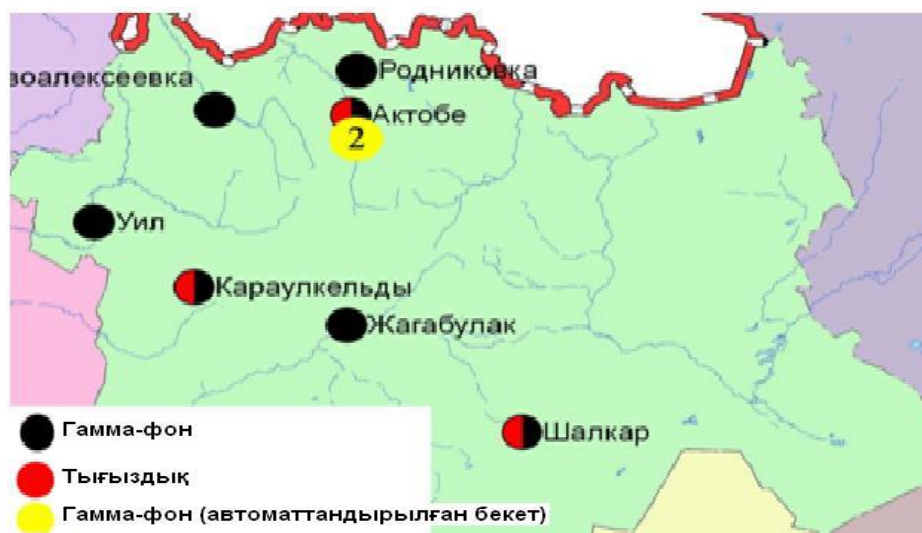 Родниковка
воалексеевка
Актобе
2
Уил
Караулкельды
Жагабулак
Шалкар
Гамма-фон
Тығыздық
Гамма-фон (автоматтандырылған бекет)